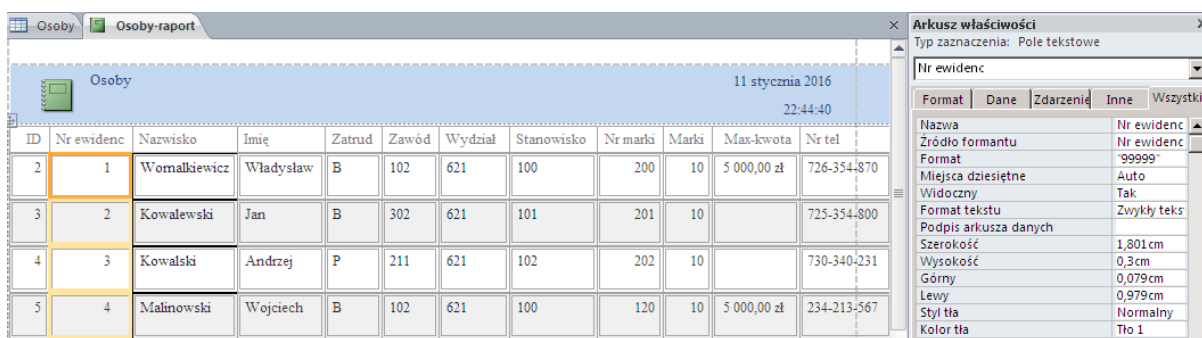 Osoby Osoby-raport
Osoby 11 stycznia 2016
22:44:40
ID Nr ewidenc Nazwisko Imię Zatrud Zawód Wydział Stanowisko Nr marki Marki Max-kwota Nr tel
2 1 Wornalkiewicz Władysław B 102 621 100 200 10 5 000,00 zł 726-354-870
3 2 Kowalewski Jan B 302 621 101 201 10 725-354-800
4 3 Kowalski Andrzej P 211 621 102 202 10 730-340-231
5 4 Malinowski Wojciech B 102 621 100 120 10 5 000,00 zł 234-213-567
Arkusz właściwości
Typ zaznaczenia: Pole tekstowe
Nr ewidenc
Format Dane Zdarzenie Inne Wszystki
Nazwa Nr ewidenc
Źródło formantu Nr ewidenc
Format "99999"
Miejsca dziesiętne Auto
Widoczny Tak
Format tekstu Zwykły teks
Podpis arkusza danych
Szerokość 1,801cm
Wysokość 0,3cm
Górny 0,079cm
Lewy 0,979cm
Styl tła Normalny
Kolor tła Tło 1